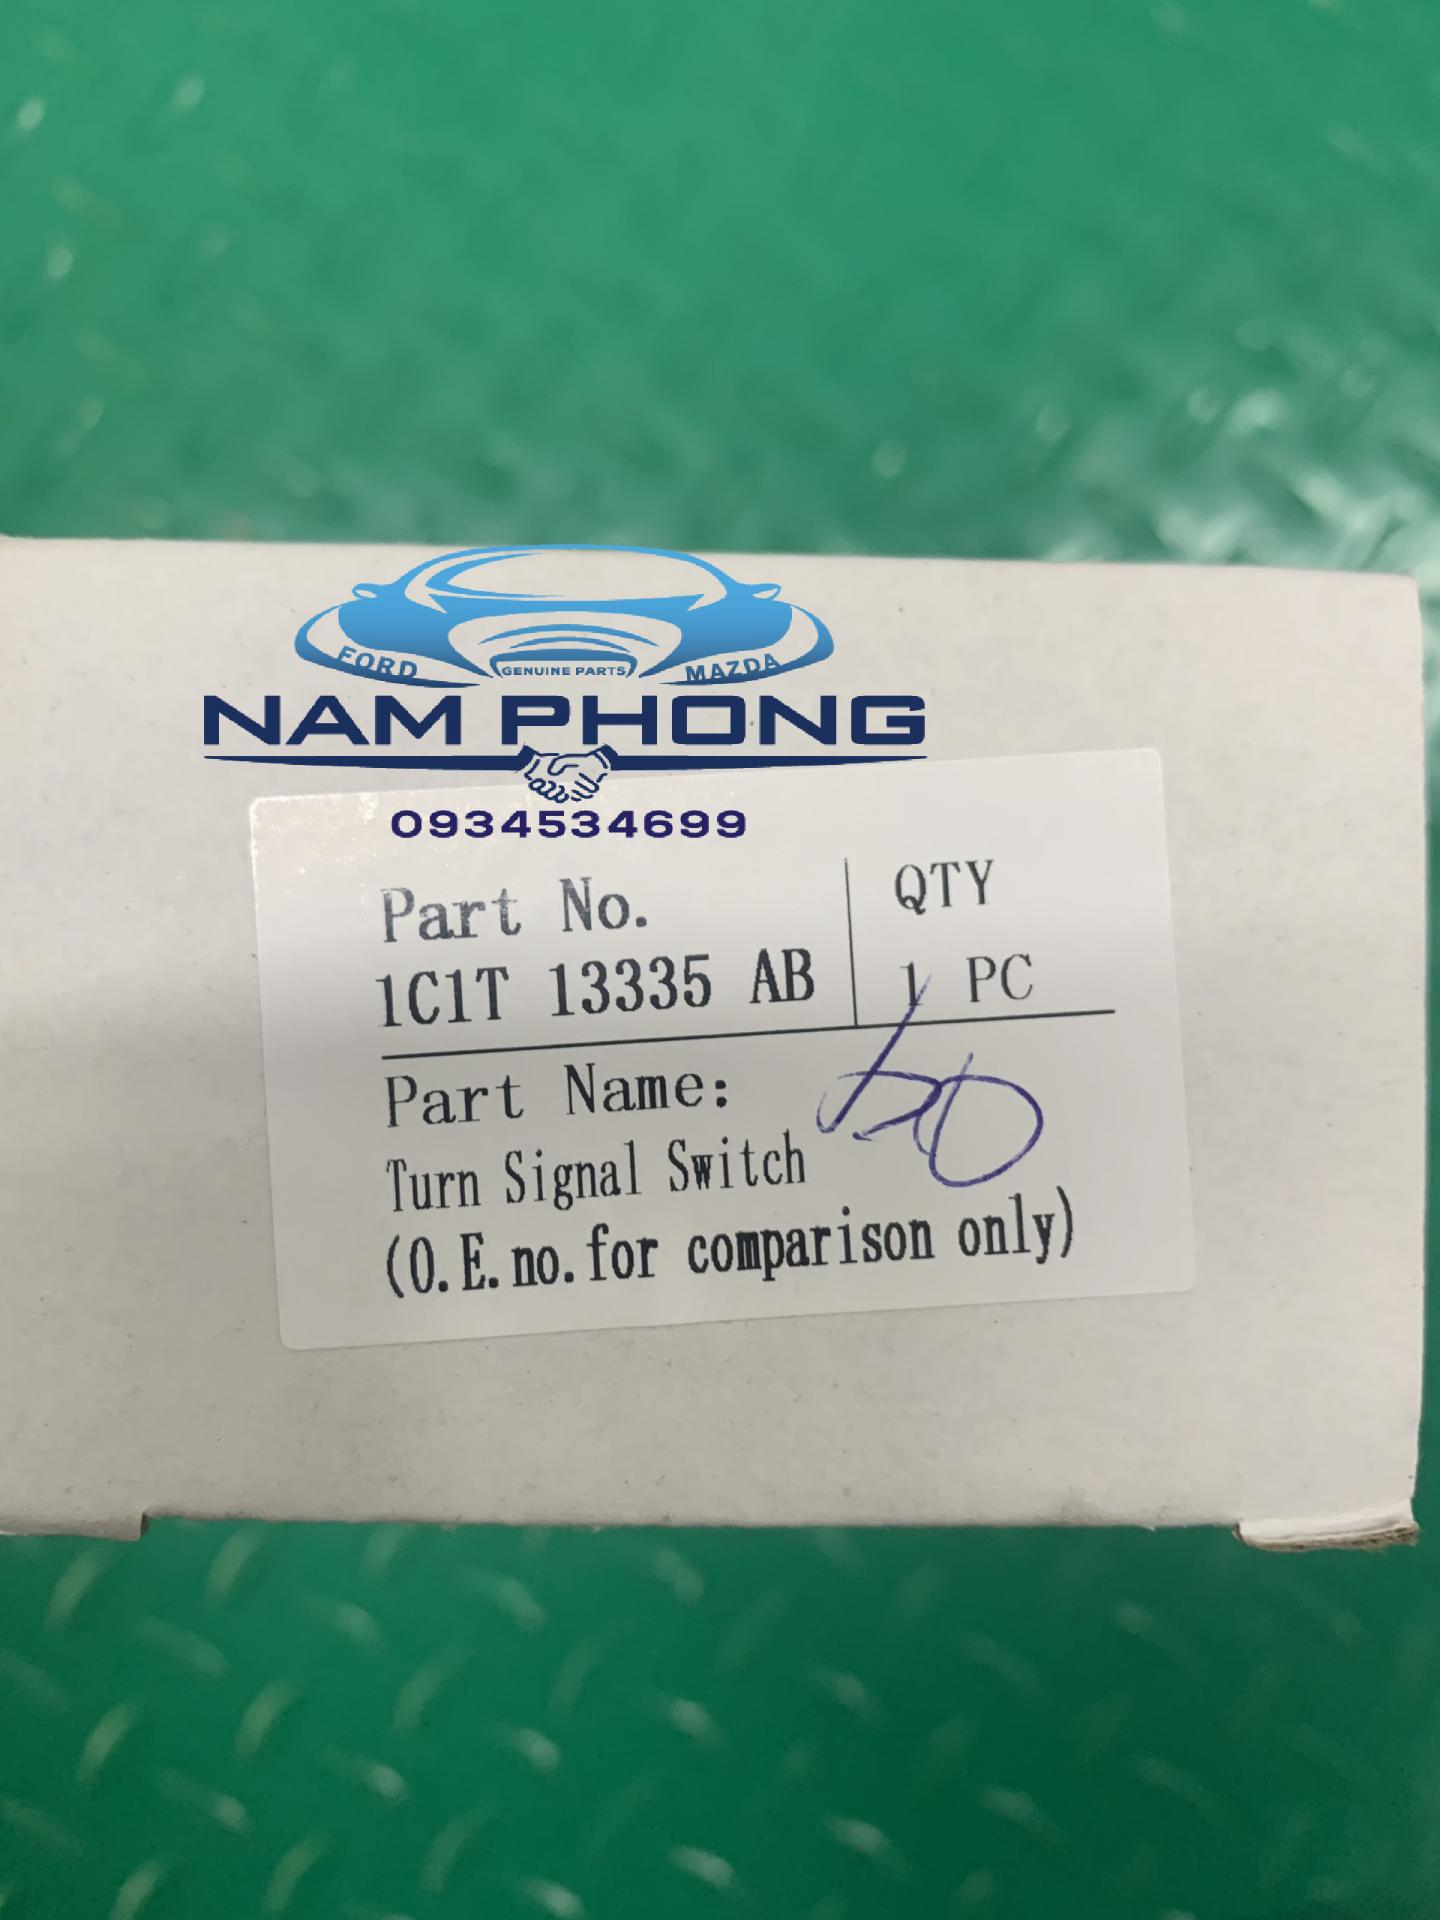 FORD
GENUINE PARTS
MAZDA
NAM PHONG
0934534699
Part No.
QTY
1C1T 13335 AB
1 PC
Part Name:
Turn Signal Switch
(O.E.no.for comparison only)